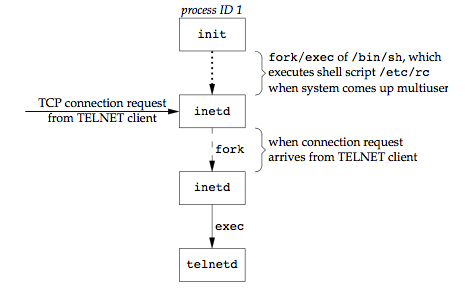 process ID 1
init
fork/exec of /bin/sh, which
executes shell script /etc/rc
when system comes up multiuser
TCP connection request
from TELNET client
inetd
fork
when connection request
arrives from TELNET client
inetd
exec
telnetd